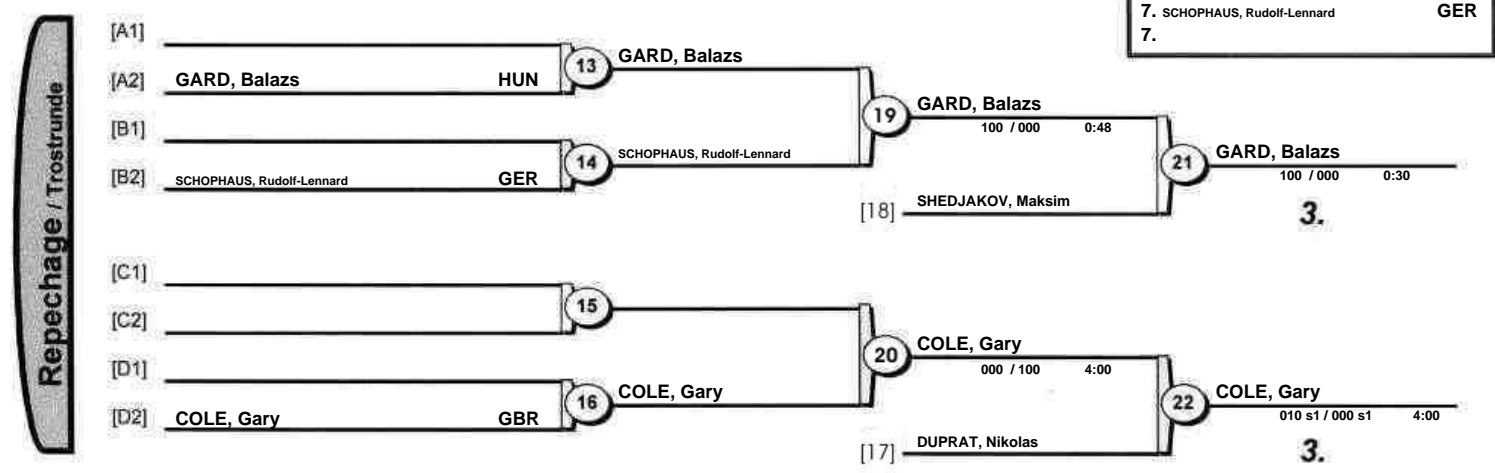 7. SCHOPHAUS, Rudolf-Lennard GER
7.
Repechage / Trostrunde
[A1]
[A2] GARD, Balazs HUN
13 GARD, Balazs
[B1]
[B2] SCHOPHAUS, Rudolf-Lennard GER
14 SCHOPHAUS, Rudolf-Lennard
19 GARD, Balazs
100 / 000 0:48
[18] SHEDJAKOV, Maksim
21 GARD, Balazs
100 / 000 0:30
3.
[C1]
[C2]
15
[D1]
[D2] COLE, Gary GBR
16 COLE, Gary
20 COLE, Gary
000 / 100 4:00
[17] DUPRAT, Nikolas
22 COLE, Gary
010 s1 / 000 s1 4:00
3.